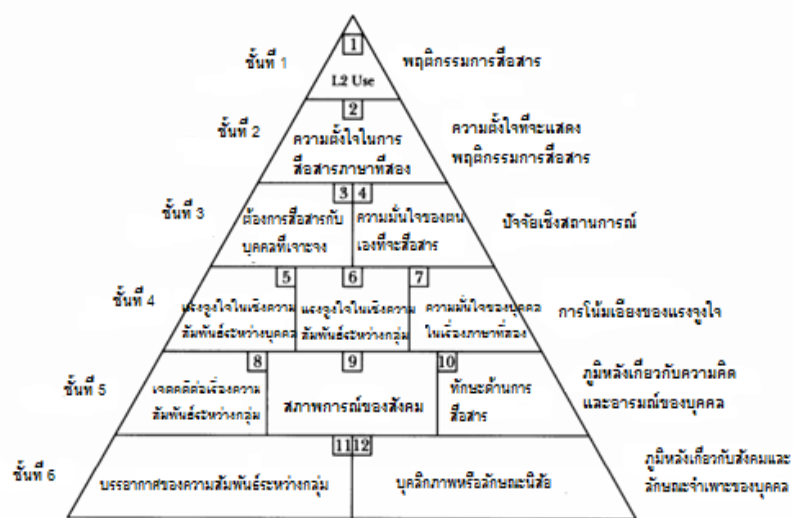 ชั้นที่ 1
1
L2 Use
พฤติกรรมการสื่อสาร
ชั้นที่ 2
2
ความตั้งใจในการ
สื่อสารภาษาที่สอง
ความตั้งใจที่จะแสดง
พฤติกรรมการสื่อสาร
ชั้นที่ 3
3
ต้องการสื่อสารกับ
บุคคลที่เจาะจง
4
ความมั่นใจของตน
เองที่จะสื่อสาร
ปัจจัยเชิงสถานการณ์
ชั้นที่ 4
5
แรงจูงใจในเชิงความ
สัมพันธ์ระหว่างบุคคล
6
แรงจูงใจในเชิงความ
สัมพันธ์ระหว่างกลุ่ม
7
ความมั่นใจของบุคคล
ในเรื่องภาษาที่สอง
การโน้มเอียงของแรงจูงใจ
ชั้นที่ 5
8
เจตคติต่อเรื่องความ
สัมพันธ์ระหว่างกลุ่ม
9
สภาพการณ์ของสังคม
10
ทักษะด้านการ
สื่อสาร
ภูมิหลังเกี่ยวกับความคิด
และอารมณ์ของบุคคล
ชั้นที่ 6
11
บรรยากาศของความสัมพันธ์ระหว่างกลุ่ม
12
บุคลิกภาพหรือลักษณะนิสัย
ภูมิหลังเกี่ยวกับสังคมและ
ลักษณะจำเพาะของบุคคล